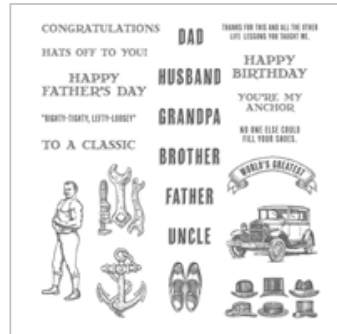 CONGRATULATIONS
HATS OFF TO YOU!
HAPPY
FATHER'S DAY
"RIGHTY-TIGHTY, LEFTY-LOOSEY"
TO A CLASSIC
DAD
HUSBAND
GRANDPA
BROTHER
FATHER
UNCLE
THANKS FOR THIS AND ALL THE OTHER
LIFE LESSONS YOU TAUGHT ME.
HAPPY
BIRTHDAY
YOU'RE MY
ANCHOR
NO ONE ELSE COULD
FILL YOUR SHOES.
WORLD'S GREATEST